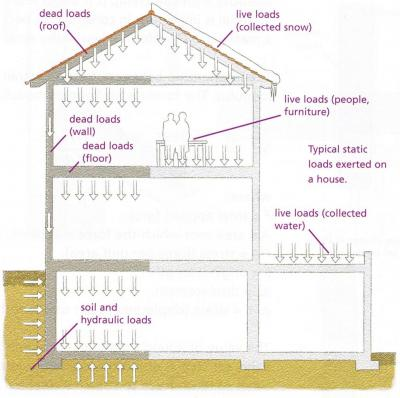 dead loads
(roof)
live loads
(collected snow)
live loads (people,
furniture)
dead loads
(wall)
dead loads
(floor)
Typical static
loads exerted on
a house.
live loads (collected
water)
soil and
hydraulic loads